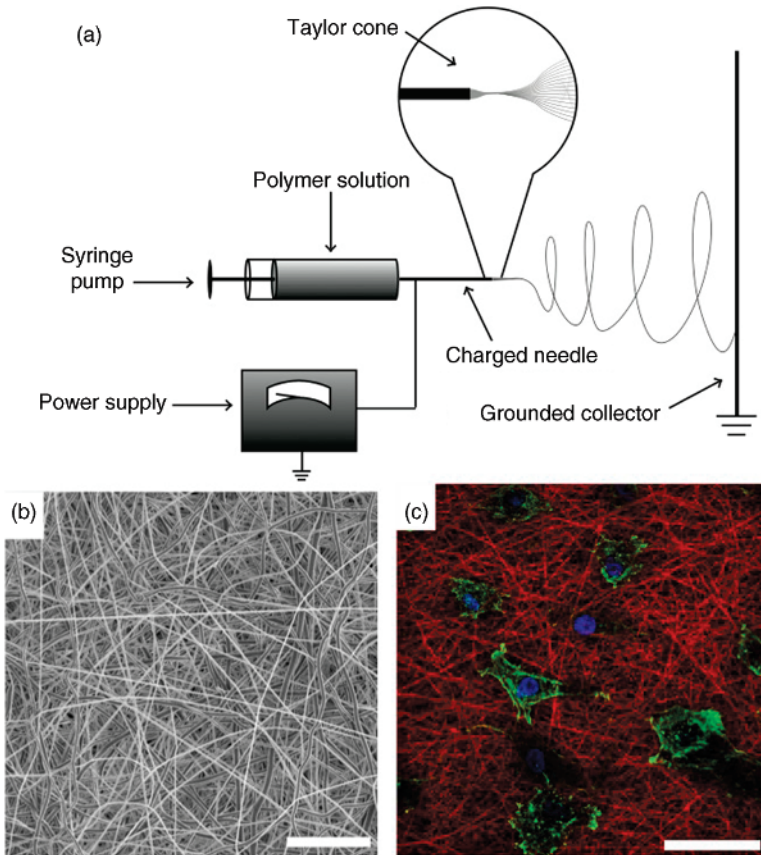 (a)
Taylor cone
Polymer solution
Syringe
pump
Charged needle
Power supply
Grounded collector
(b)
(c)